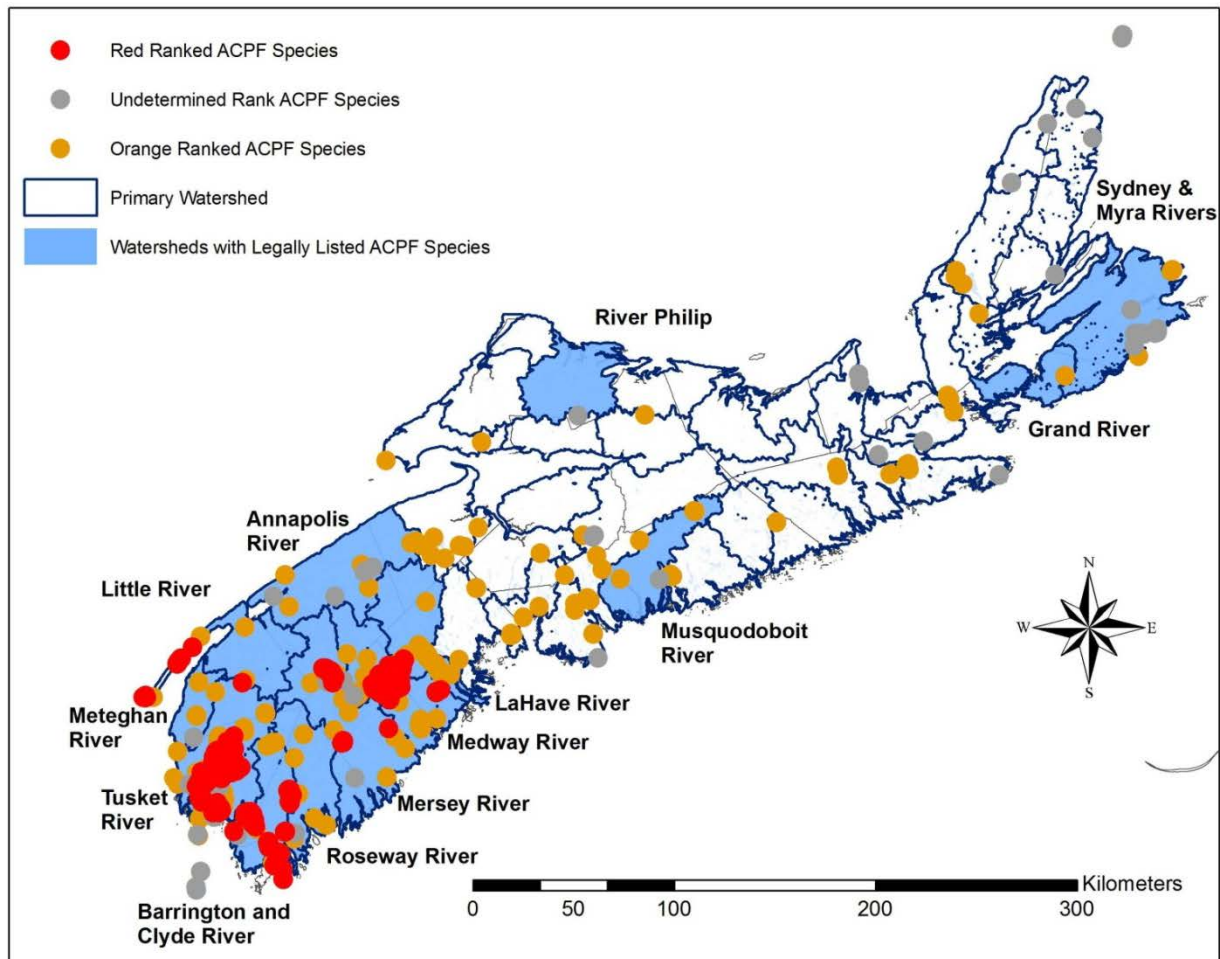 Red Ranked ACPF Species
Undetermined Rank ACPF Species
Orange Ranked ACPF Species
Primary Watershed
Watersheds with Legally Listed ACPF Species
Sydney &
Myra Rivers
River Philip
Grand River
Annapolis
River
Little River
Musquodoboit
River
LaHave River
Meteghan
River
Medway River
Mersey River
Tusket
River
Roseway River
Barrington and
Clyde River
N
W
E
S
Kilometers
0
50
100
200
300